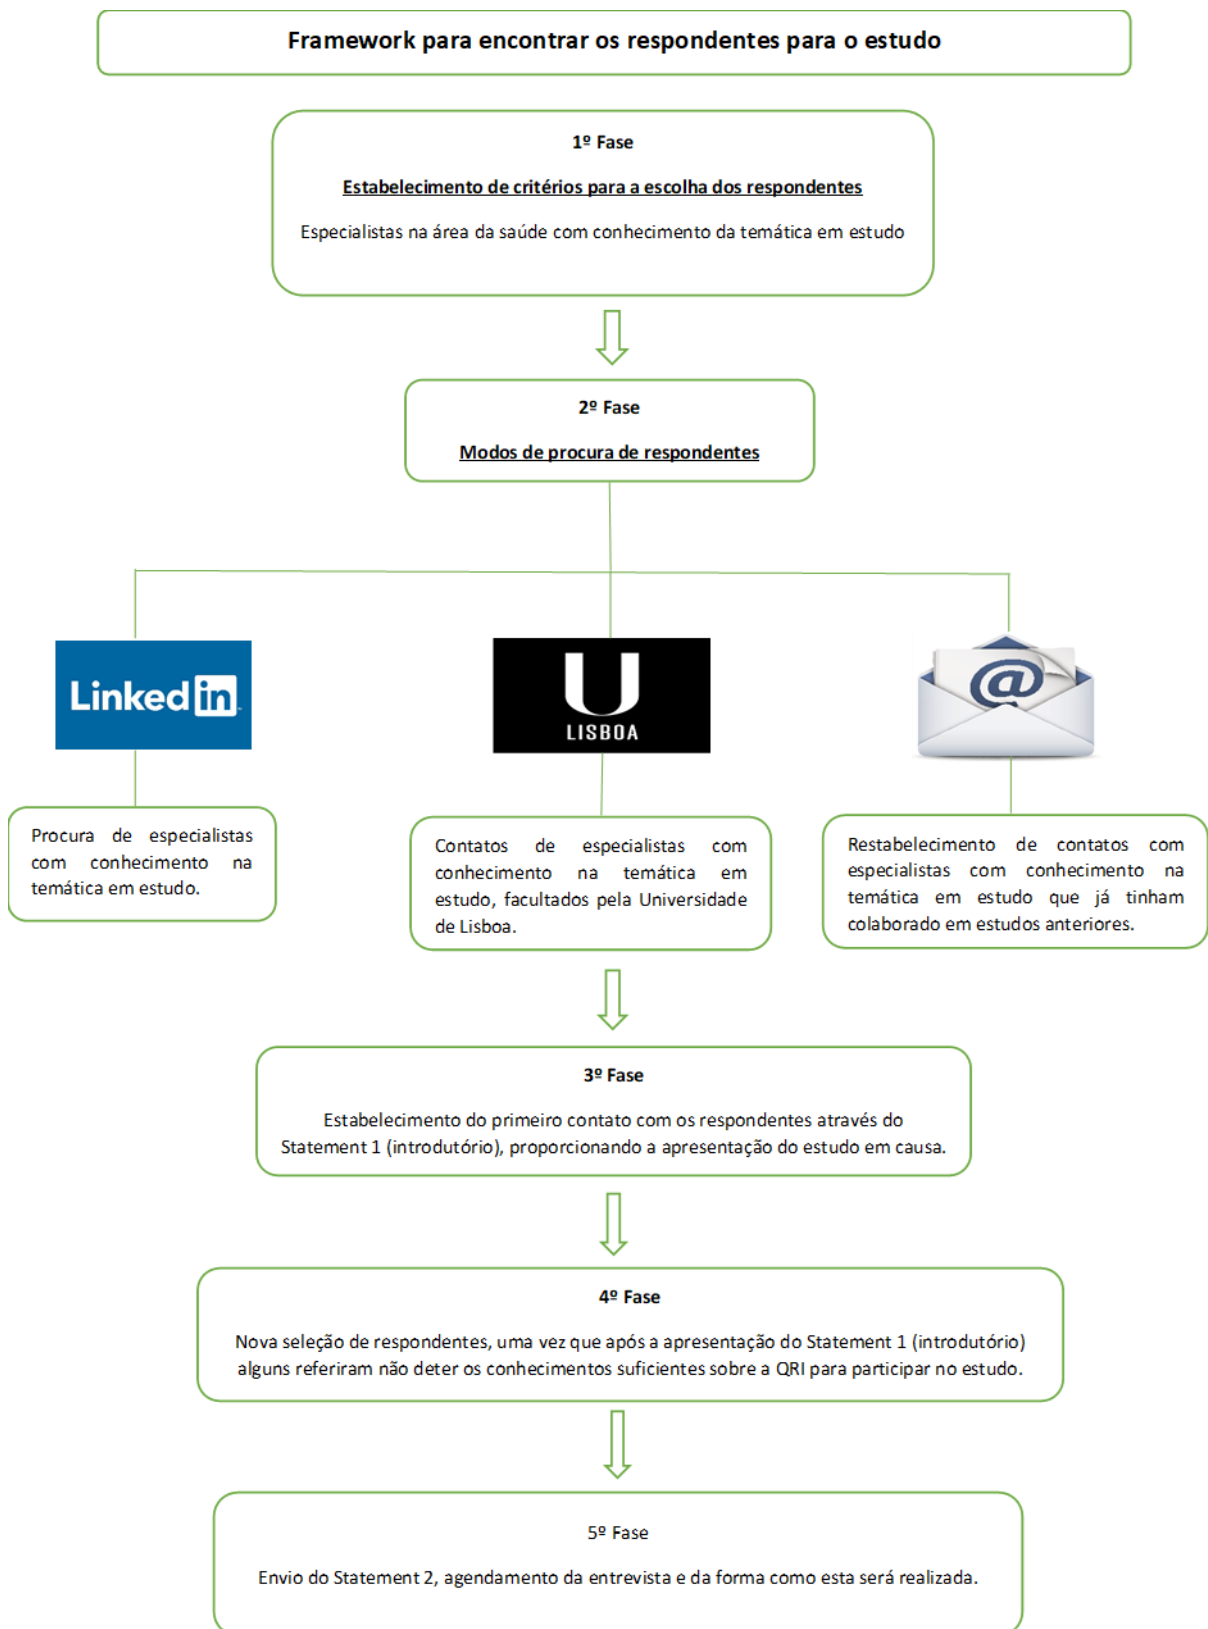 Framework para encontrar os respondentes para o estudo
1º Fase
Estabelecimento de critérios para a escolha dos respondentes
Especialistas na área da saúde com conhecimento da temática em estudo
2º Fase
Modos de procura de respondentes
Linked in
U
LISBOA
@
Procura de especialistas
com conhecimento na
temática em estudo.
Contatos de especialistas com
conhecimento na temática em
estudo, facultados pela Universidade
de Lisboa.
Restabelecimento de contatos com
especialistas com conhecimento na
temática em estudo que já tinham
colaborado em estudos anteriores.
3º Fase
Estabelecimento do primeiro contato com os respondentes através do
Statement 1 (introdutório), proporcionando a apresentação do estudo em causa.
4º Fase
Nova seleção de respondentes, uma vez que após a apresentação do Statement 1 (introdutório)
alguns referiram não deter os conhecimentos suficientes sobre a QRI para participar no estudo.
5º Fase
Envio do Statement 2, agendamento da entrevista e da forma como esta será realizada.